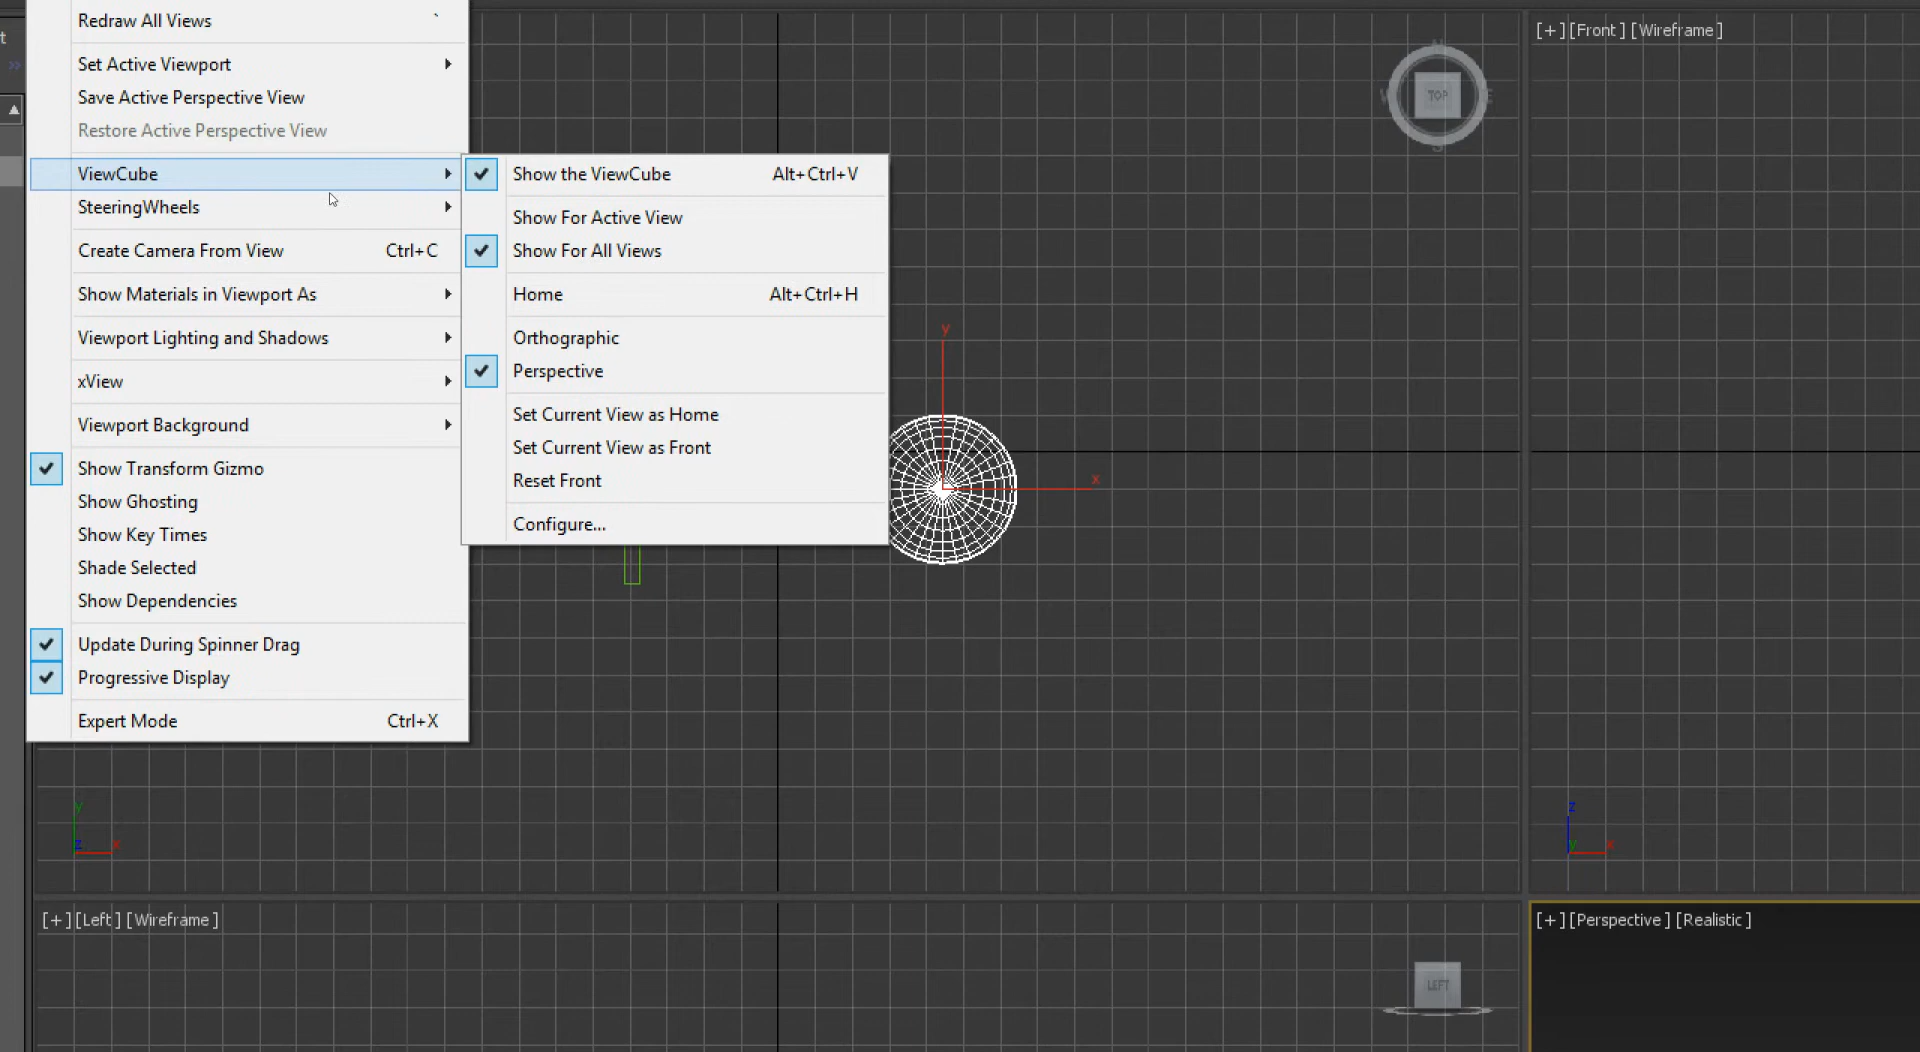 t
Redraw All Views `
Set Active Viewport
Save Active Perspective View
Restore Active Perspective View
ViewCube
SteeringWheels
Create Camera From View Ctrl+C
Show Materials in Viewport As
Viewport Lighting and Shadows
xView
Viewport Background
Show Transform Gizmo
Show Ghosting
Show Key Times
Shade Selected
Show Dependencies
Update During Spinner Drag
Progressive Display
Expert Mode Ctrl+X
Show the ViewCube Alt+Ctrl+V
Show For Active View
Show For All Views
Home Alt+Ctrl+H
Orthographic
Perspective
Set Current View as Home
Set Current View as Front
Reset Front
Configure...
N
W TOP E
S
y
x
y
z x
[+][Front][Wireframe]
z
y x
[+][Left][Wireframe]
LEFT
[+][Perspective][Realistic]